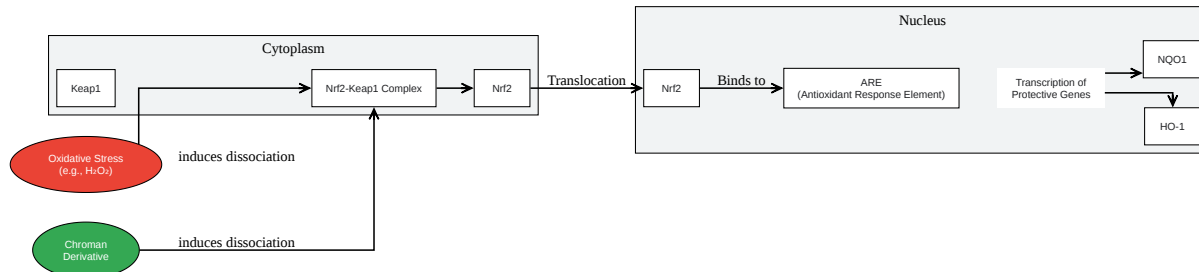 Cytoplasm
Keap1
Nrf2-Keap1 Complex
Nrf2
Translocation
Nucleus
Nrf2
Binds to
ARE
(Antioxidant Response Element)
Transcription of
Protective Genes
NQO1
HO-1
Oxidative Stress
(e.g., H₂O₂)
induces dissociation
Chroman
Derivative
induces dissociation